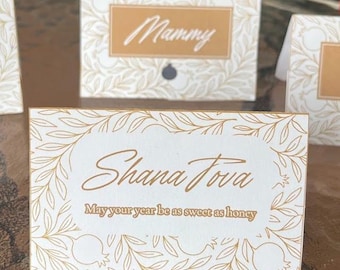 Mammy
Shana Tova
May your year be as sweet as honey